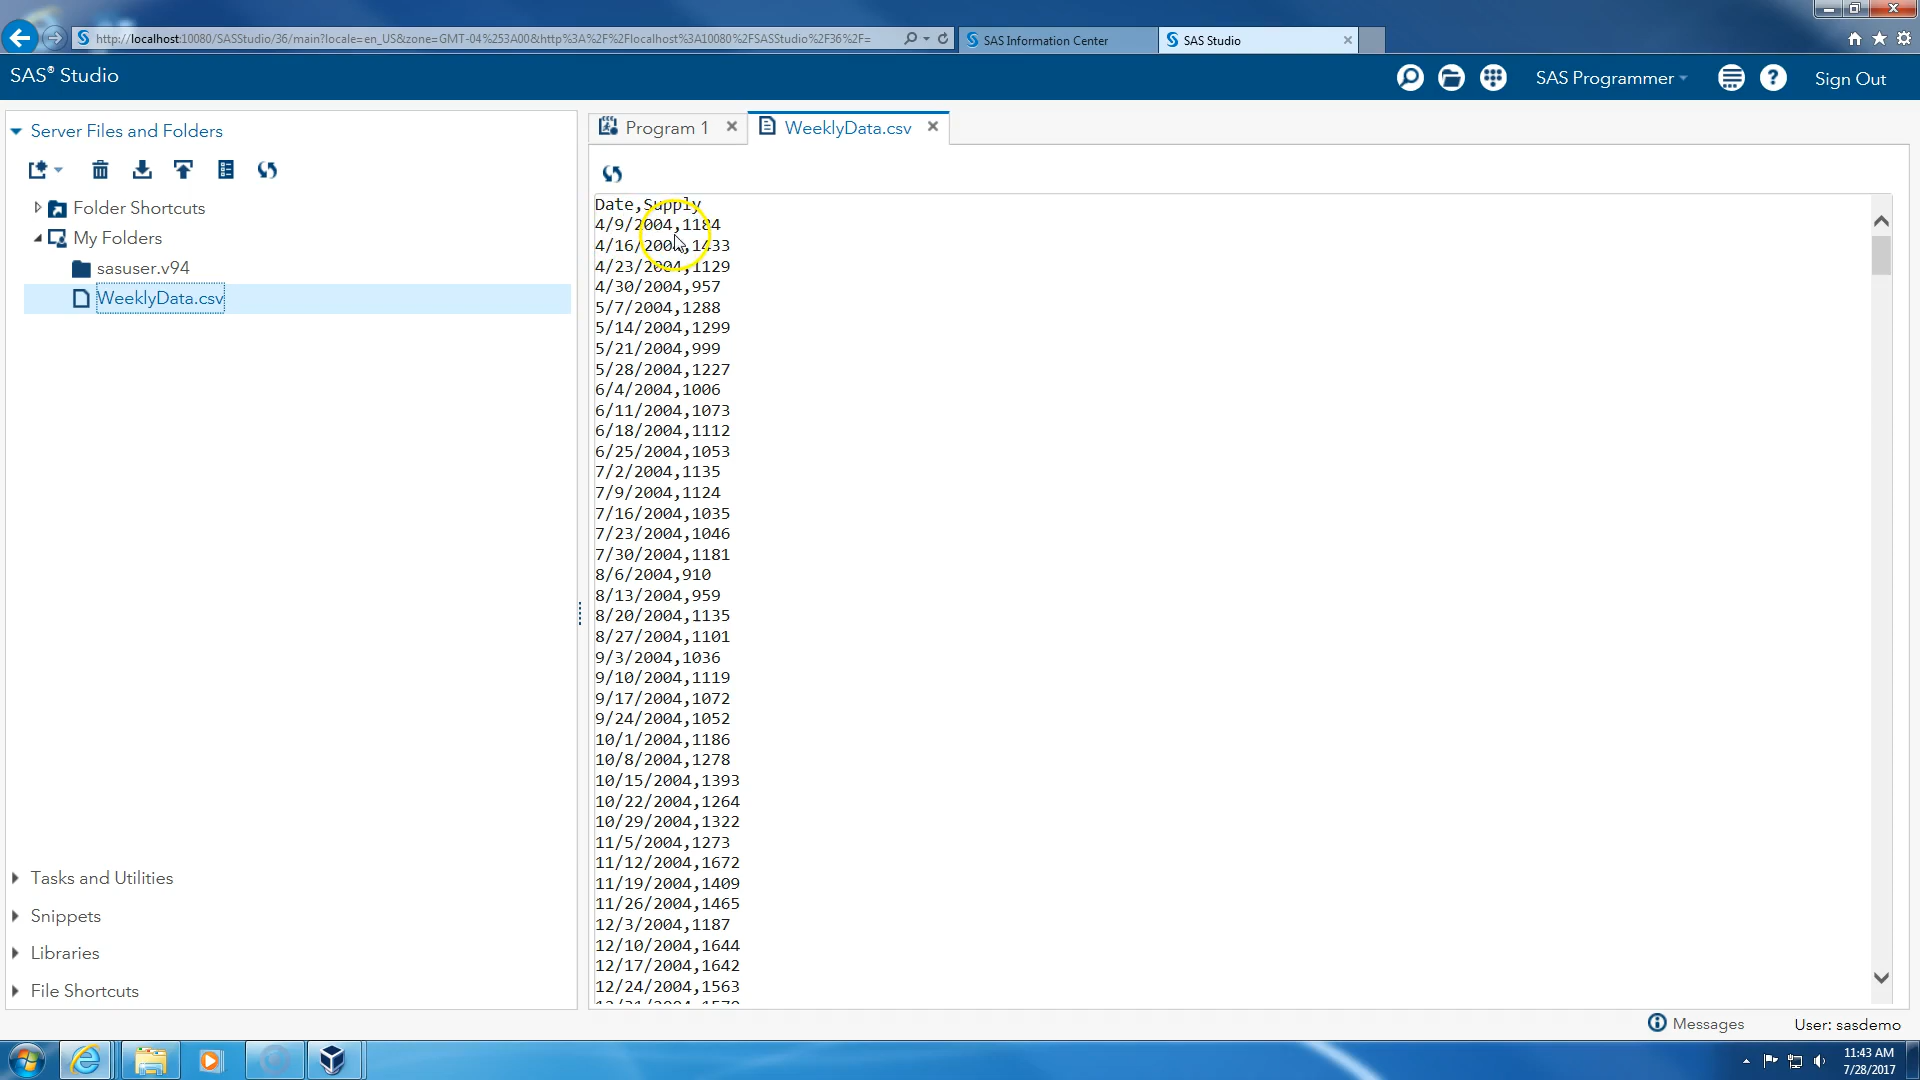 http://localhost:10080/SASStudio/36/main?locale=en_US&zone=GMT-04%253A00&http%3A%2F%2Flocalhost%3A10080%2FSASStudio%2F36%2F=
SAS Information Center
SAS Studio
SAS® Studio
SAS Programmer
Sign Out
Server Files and Folders
Folder Shortcuts
My Folders
sasuser.v94
WeeklyData.csv
Tasks and Utilities
Snippets
Libraries
File Shortcuts
Program 1
WeeklyData.csv
Date,Supply
4/9/2004,1184
4/16/2004,1433
4/23/2004,1129
4/30/2004,957
5/7/2004,1288
5/14/2004,1299
5/21/2004,999
5/28/2004,1227
6/4/2004,1006
6/11/2004,1073
6/18/2004,1112
6/25/2004,1053
7/2/2004,1135
7/9/2004,1124
7/16/2004,1035
7/23/2004,1046
7/30/2004,1181
8/6/2004,910
8/13/2004,959
8/20/2004,1135
8/27/2004,1101
9/3/2004,1036
9/10/2004,1119
9/17/2004,1072
9/24/2004,1052
10/1/2004,1186
10/8/2004,1278
10/15/2004,1393
10/22/2004,1264
10/29/2004,1322
11/5/2004,1273
11/12/2004,1672
11/19/2004,1409
11/26/2004,1465
12/3/2004,1187
12/10/2004,1644
12/17/2004,1642
12/24/2004,1563
Messages
User: sasdemo
11:43 AM
7/28/2017